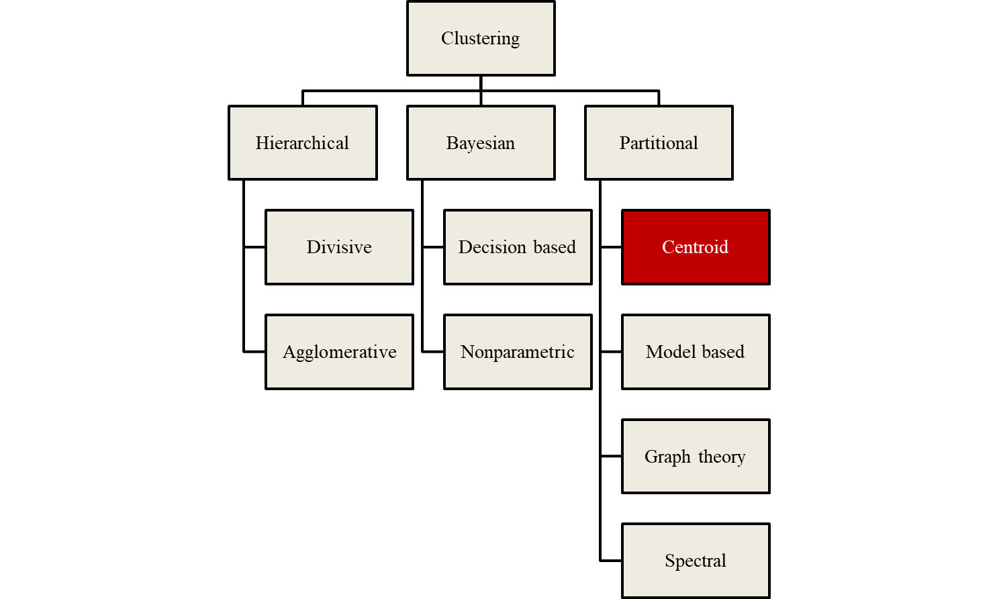 Clustering
Hierarchical
Bayesian
Partitional
Divisive
Decision based
Centroid
Agglomerative
Nonparametric
Model based
Graph theory
Spectral